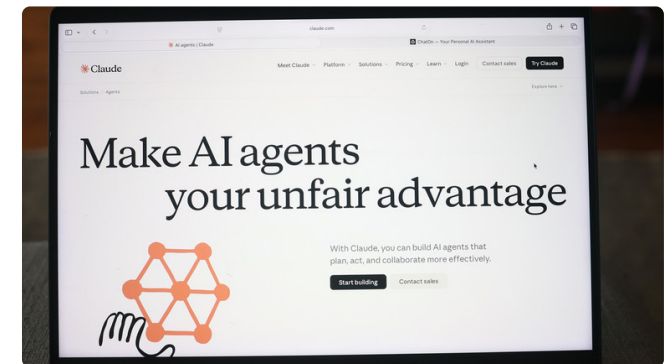 claude.com
AI agents | Claude
ChatOn — Your Personal AI Assistant
Claude
Meet Claude Platform Solutions Pricing Learn Login Contact sales Try Claude
Solutions / Agents
Explore here
Make AI agents
your unfair advantage
With Claude, you can build AI agents that
plan, act, and collaborate more effectively.
Start building Contact sales